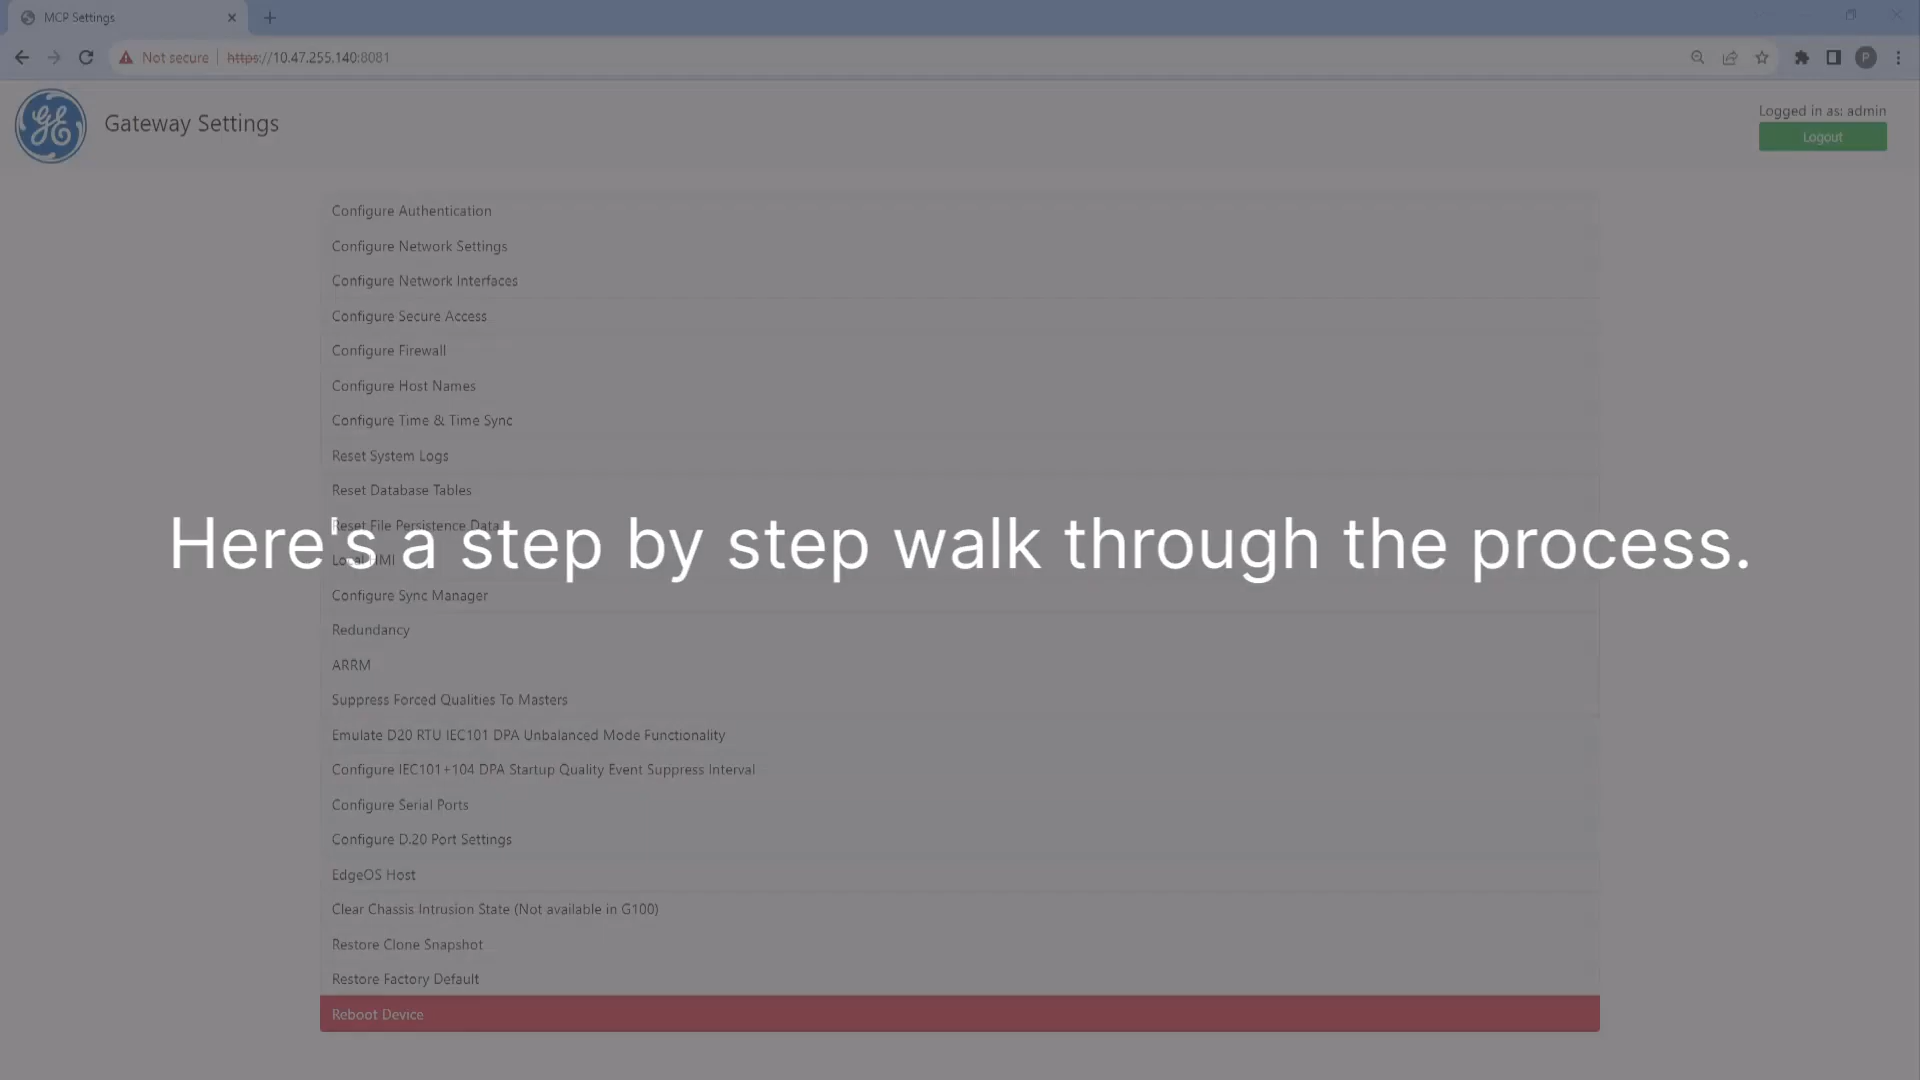 MCP Settings
Not secure
https://10.47.255.140:8081
P
GE
Gateway Settings
Logged in as: admin
Logout
Configure Authentication
Configure Network Settings
Configure Network Interfaces
Configure Secure Access
Configure Firewall
Configure Host Names
Configure Time & Time Sync
Reset System Logs
Reset Database Tables
Reset File Persistence Data
Here's a step by step walk through the process.
Local HMI
Configure Sync Manager
Redundancy
ARRM
Suppress Forced Qualities To Masters
Emulate D20 RTU IEC101 DPA Unbalanced Mode Functionality
Configure IEC101+104 DPA Startup Quality Event Suppress Interval
Configure Serial Ports
Configure D.20 Port Settings
EdgeOS Host
Clear Chassis Intrusion State (Not available in G100)
Restore Clone Snapshot
Restore Factory Default
Reboot Device